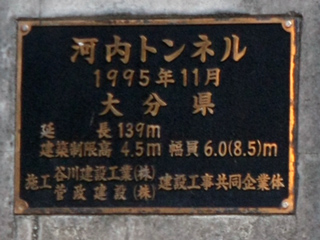 河内トンネル
1995年11月
大分県
延　長 139m
建築制限高 4.5m 幅員 6.0(8.5)m
施工 谷川建設工業(株) 建設工事共同企業体
菅政建設(株)